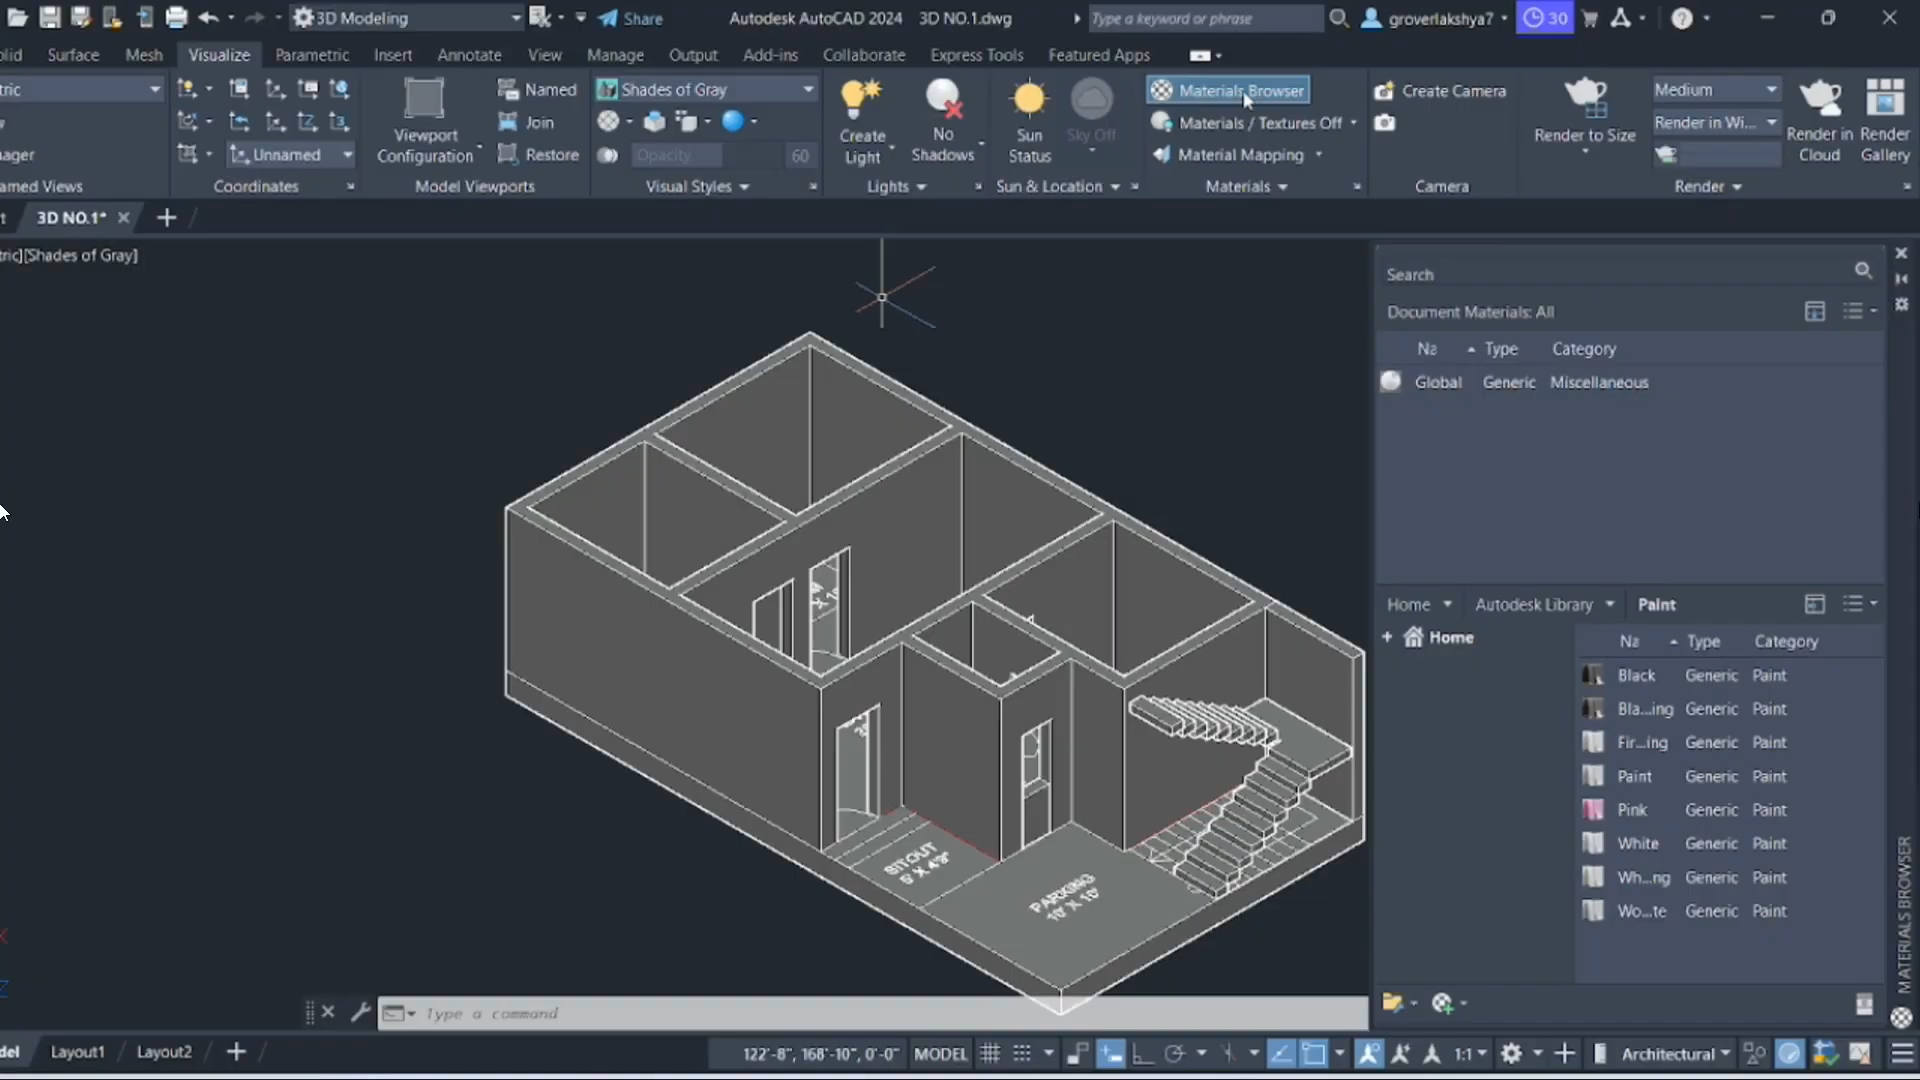 3D Modeling
Share
Autodesk AutoCAD 2024 3D NO.1.dwg
Type a keyword or phrase
groverlakshya7
30
olid Surface Mesh Visualize Parametric Insert Annotate View Manage Output Add-ins Collaborate Express Tools Featured Apps
tric
Unnamed
Coordinates
ager
amed Views
Viewport
Configuration
Named
Join
Restore
Model Viewports
Shades of Gray
Opacity 60
Visual Styles
Create
Light
No
Shadows
Lights
Sun
Status
Sky Off
Sun & Location
Materials Browser
Materials / Textures Off
Material Mapping
Materials
Create Camera
Camera
Render to Size
Medium
Render in Wi...
Render in
Cloud
Render
Gallery
Render
3D NO.1*
ric][Shades of Gray]
SITOUT
5' X 4'9"
PARKING
10' X 10'
Search
Document Materials: All
Na Type Category
Global Generic Miscellaneous
Home Autodesk Library Paint
Home
Na Type Category
Black Generic Paint
Bla...ing Generic Paint
Fir...ing Generic Paint
Paint Generic Paint
Pink Generic Paint
White Generic Paint
Wh...ng Generic Paint
Wo...te Generic Paint
MATERIALS BROWSER
X
Z
Type a command
del Layout1 Layout2
122'-8", 168'-10", 0'-0" MODEL
1:1
Architectural